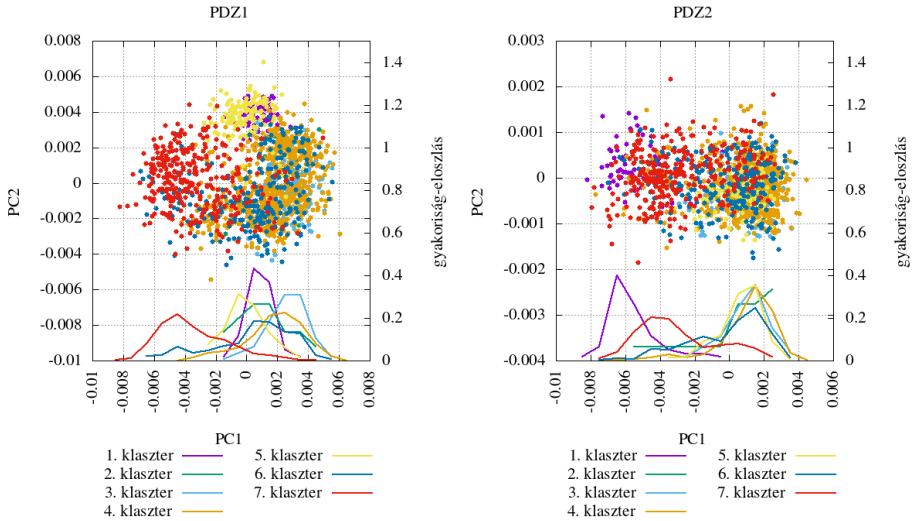 PDZ1
0.008
0.006
0.004
0.002
0
-0.002
-0.004
-0.006
-0.008
-0.01
PC2
1.4
1.2
1
0.8
0.6
0.4
0.2
0
gyakoriság-eloszlás
-0.01
-0.008
-0.006
-0.004
-0.002
0
0.002
0.004
0.006
0.008
PC1
1. klaszter
2. klaszter
3. klaszter
4. klaszter
5. klaszter
6. klaszter
7. klaszter
PDZ2
0.003
0.002
0.001
0
-0.001
-0.002
-0.003
-0.004
PC2
1.4
1.2
1
0.8
0.6
0.4
0.2
0
gyakoriság-eloszlás
-0.01
-0.008
-0.006
-0.004
-0.002
0
0.002
0.004
0.006
PC1
1. klaszter
2. klaszter
3. klaszter
4. klaszter
5. klaszter
6. klaszter
7. klaszter